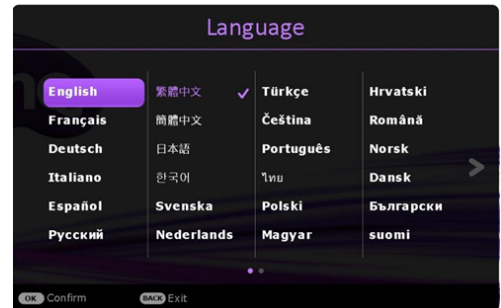 Language
English 繁體中文 Türkçe Hrvatski
Français 簡體中文 Čeština Română
Deutsch 日本語 Português Norsk
Italiano 한국어 ไทย Dansk
Español Svenska Polski Български
Русский Nederlands Magyar suomi
OK Confirm BACK Exit